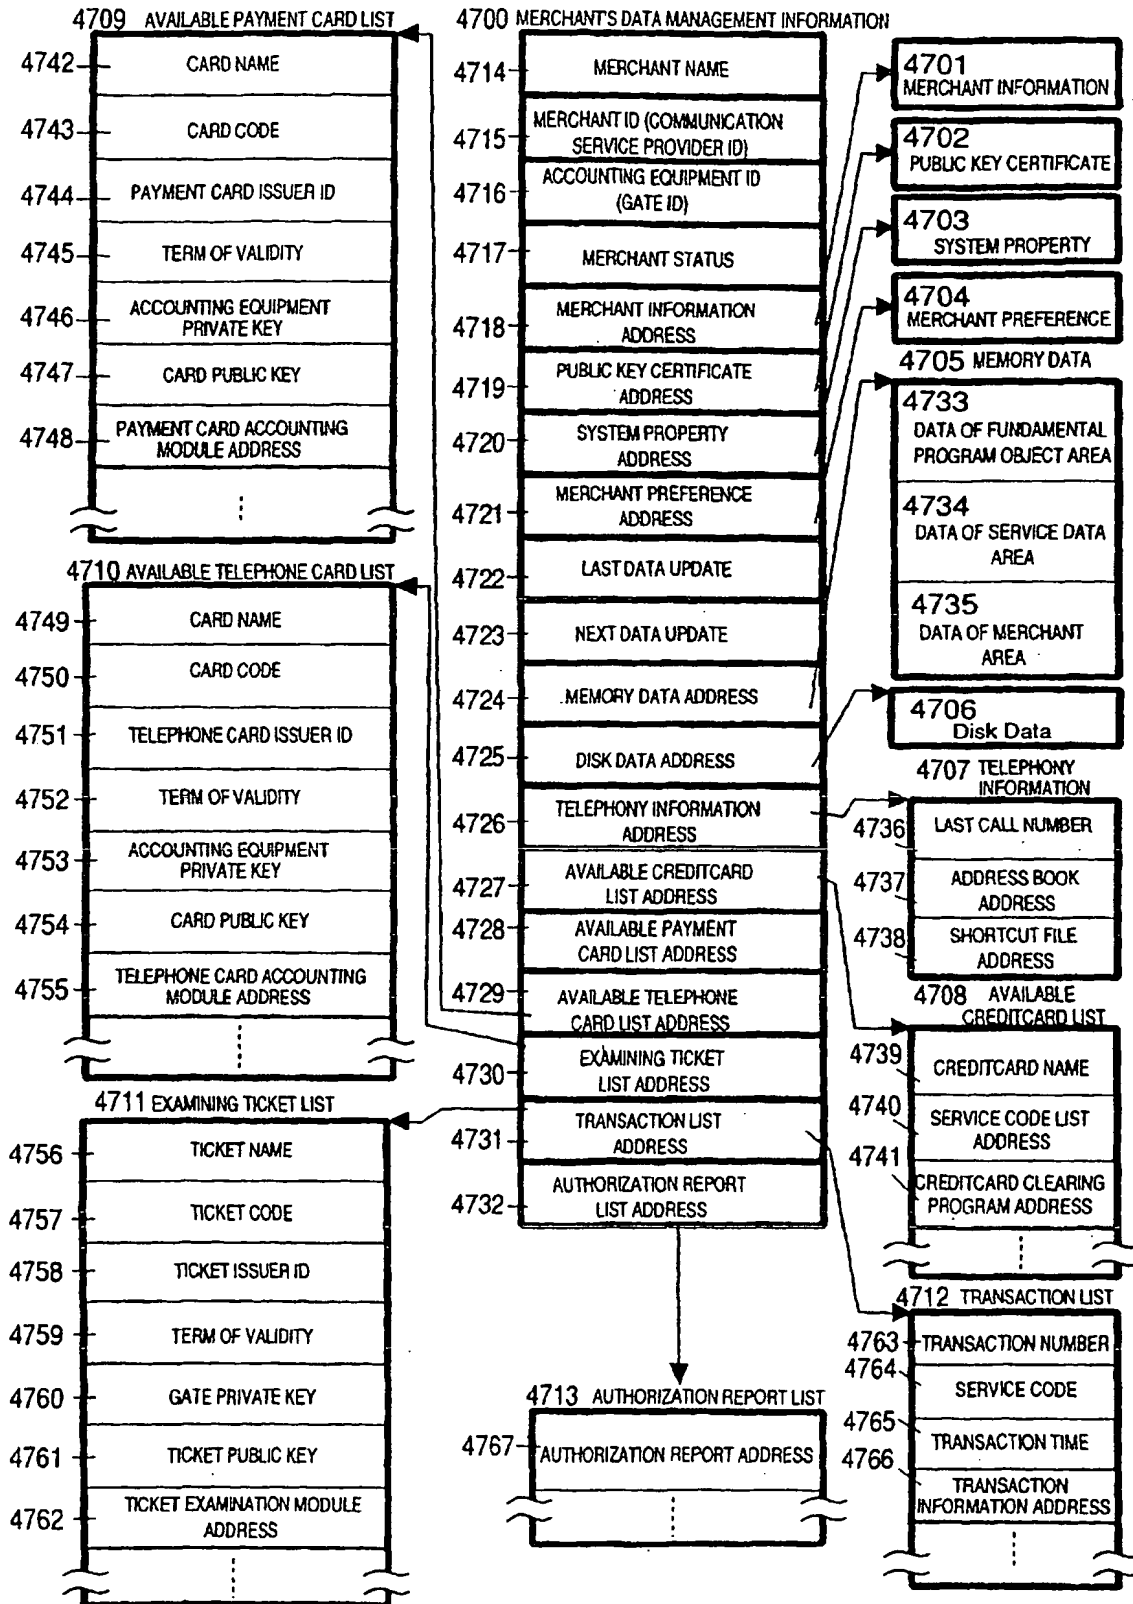 4709 AVAILABLE PAYMENT CARD LIST
4742 CARD NAME
4743 CARD CODE
4744 PAYMENT CARD ISSUER ID
4745 TERM OF VALIDITY
4746 ACCOUNTING EQUIPMENT
PRIVATE KEY
4747 CARD PUBLIC KEY
4748 PAYMENT CARD ACCOUNTING
MODULE ADDRESS
4710 AVAILABLE TELEPHONE CARD LIST
4749 CARD NAME
4750 CARD CODE
4751 TELEPHONE CARD ISSUER ID
4752 TERM OF VALIDITY
4753 ACCOUNTING EQUIPMENT
PRIVATE KEY
4754 CARD PUBLIC KEY
4755 TELEPHONE CARD ACCOUNTING
MODULE ADDRESS
4711 EXAMINING TICKET LIST
4756 TICKET NAME
4757 TICKET CODE
4758 TICKET ISSUER ID
4759 TERM OF VALIDITY
4760 GATE PRIVATE KEY
4761 TICKET PUBLIC KEY
4762 TICKET EXAMINATION MODULE
ADDRESS
4700 MERCHANT'S DATA MANAGEMENT INFORMATION
4714 MERCHANT NAME
4715 MERCHANT ID (COMMUNICATION
SERVICE PROVIDER ID)
4716 ACCOUNTING EQUIPMENT ID
(GATE ID)
4717 MERCHANT STATUS
4718 MERCHANT INFORMATION
ADDRESS
4719 PUBLIC KEY CERTIFICATE
ADDRESS
4720 SYSTEM PROPERTY
ADDRESS
4721 MERCHANT PREFERENCE
ADDRESS
4722 LAST DATA UPDATE
4723 NEXT DATA UPDATE
4724 MEMORY DATA ADDRESS
4725 DISK DATA ADDRESS
4726 TELEPHONY INFORMATION
ADDRESS
4727 AVAILABLE CREDITCARD
LIST ADDRESS
4728 AVAILABLE PAYMENT
CARD LIST ADDRESS
4729 AVAILABLE TELEPHONE
CARD LIST ADDRESS
4730 EXAMINING TICKET
LIST ADDRESS
4731 TRANSACTION LIST
ADDRESS
4732 AUTHORIZATION REPORT
LIST ADDRESS
4713 AUTHORIZATION REPORT LIST
4767 AUTHORIZATION REPORT ADDRESS
4701
MERCHANT INFORMATION
4702
PUBLIC KEY CERTIFICATE
4703
SYSTEM PROPERTY
4704
MERCHANT PREFERENCE
4705 MEMORY DATA
4733
DATA OF FUNDAMENTAL
PROGRAM OBJECT AREA
4734
DATA OF SERVICE DATA
AREA
4735
DATA OF MERCHANT
AREA
4706
Disk Data
4707 TELEPHONY
INFORMATION
4736 LAST CALL NUMBER
4737 ADDRESS BOOK
ADDRESS
4738 SHORTCUT FILE
ADDRESS
4708 AVAILABLE
CREDITCARD LIST
4739 CREDITCARD NAME
4740 SERVICE CODE LIST
ADDRESS
4741 CREDITCARD CLEARING
PROGRAM ADDRESS
4712 TRANSACTION LIST
4763 TRANSACTION NUMBER
4764 SERVICE CODE
4765 TRANSACTION TIME
4766 TRANSACTION
INFORMATION ADDRESS